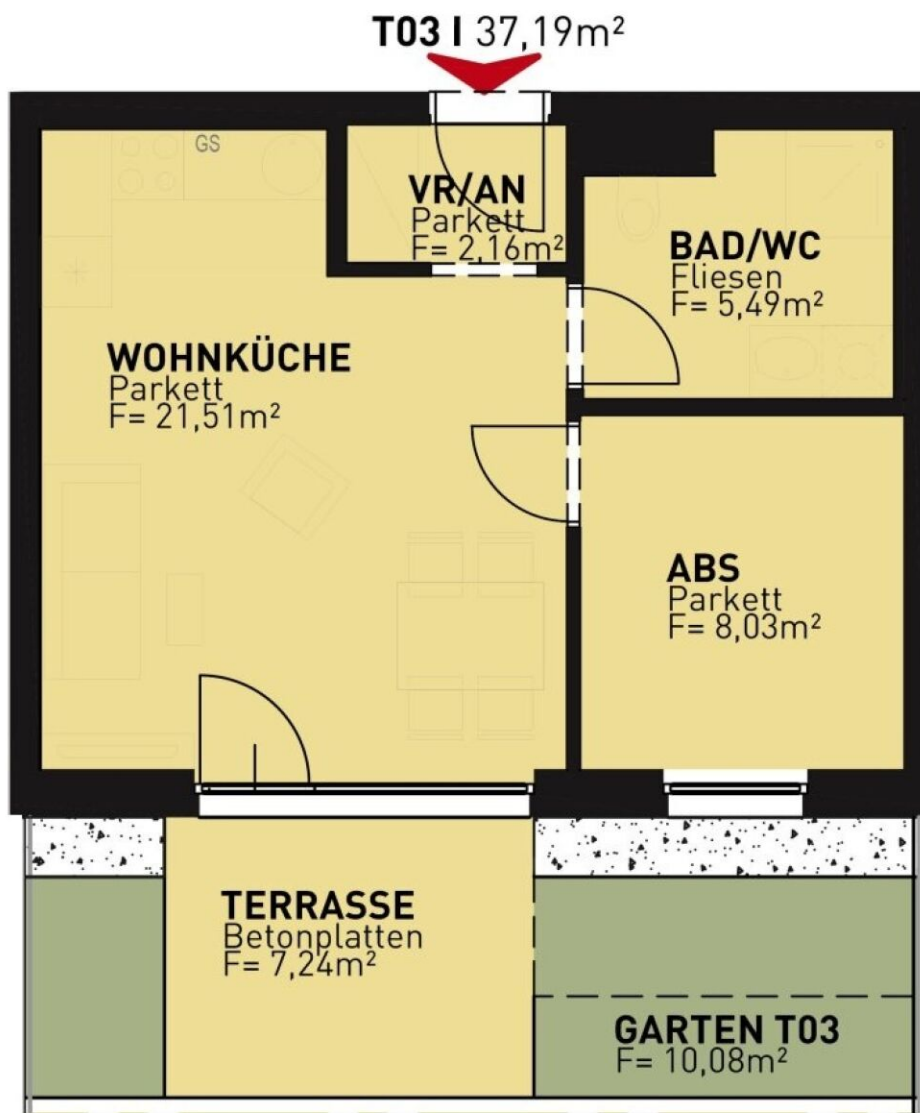 T03 I 37,19m²
GS
VR/AN
Parkett
F= 2,16m²
BAD/WC
Fliesen
F= 5,49m²
WOHNKÜCHE
Parkett
F= 21,51m²
ABS
Parkett
F= 8,03m²
TERRASSE
Betonplatten
F= 7,24m²
GARTEN T03
F= 10,08m²